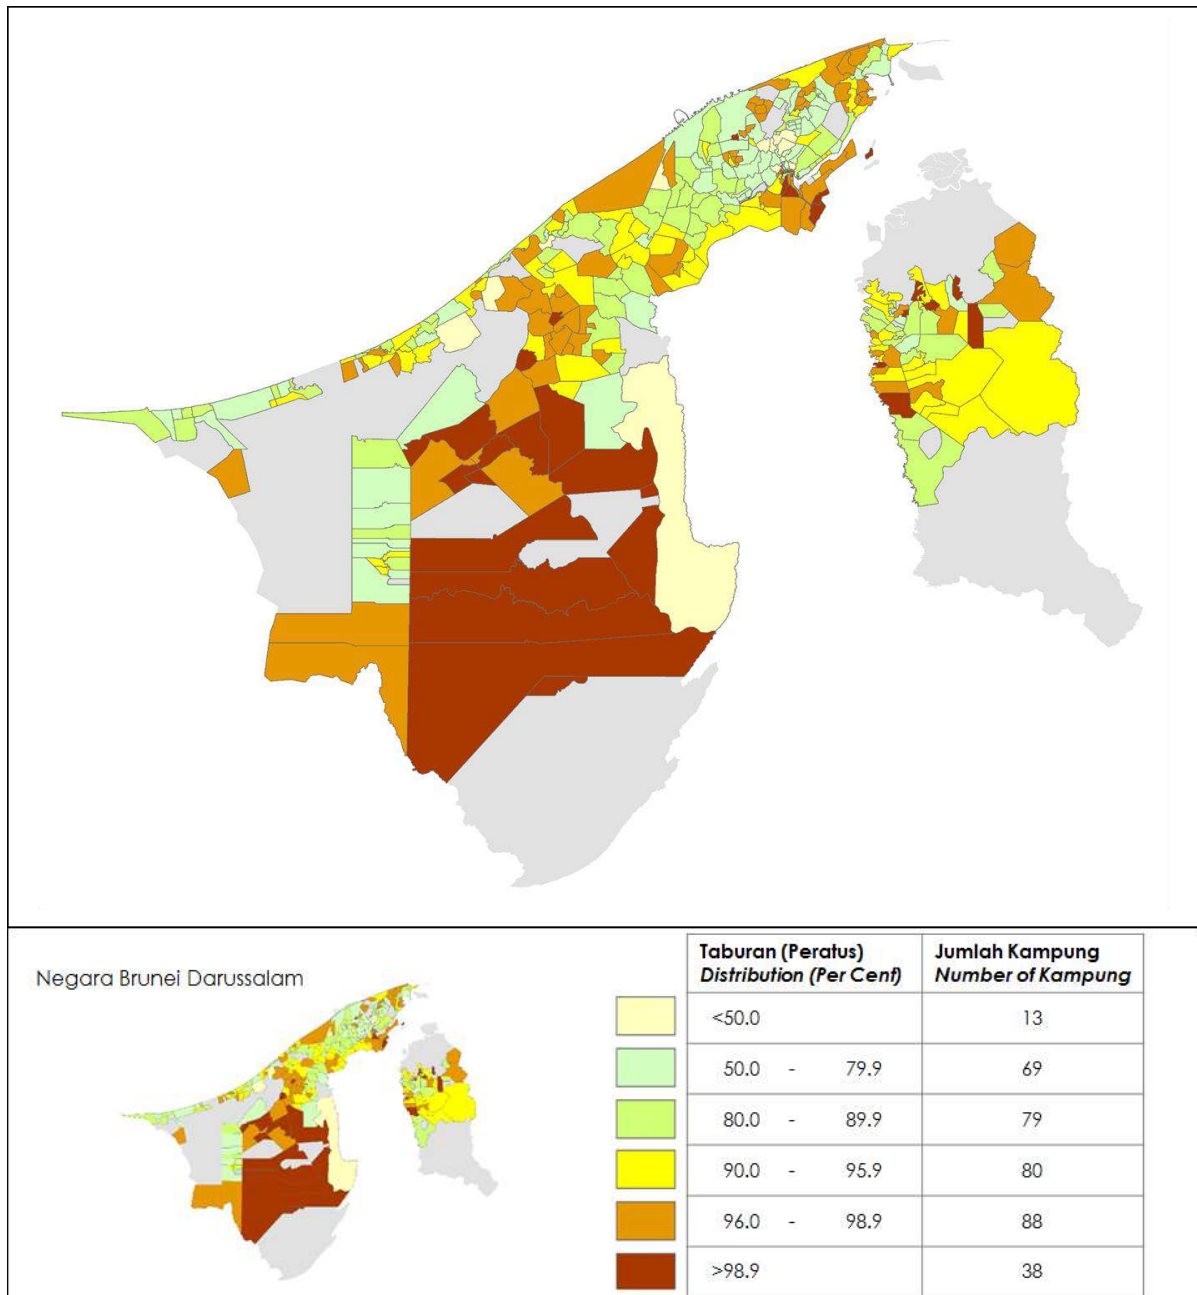 Negara Brunei Darussalam
Taburan (Peratus) Jumlah Kampung
Distribution (Per Cent) Number of Kampung
<50.0 13
50.0 - 79.9 69
80.0 - 89.9 79
90.0 - 95.9 80
96.0 - 98.9 88
>98.9 38